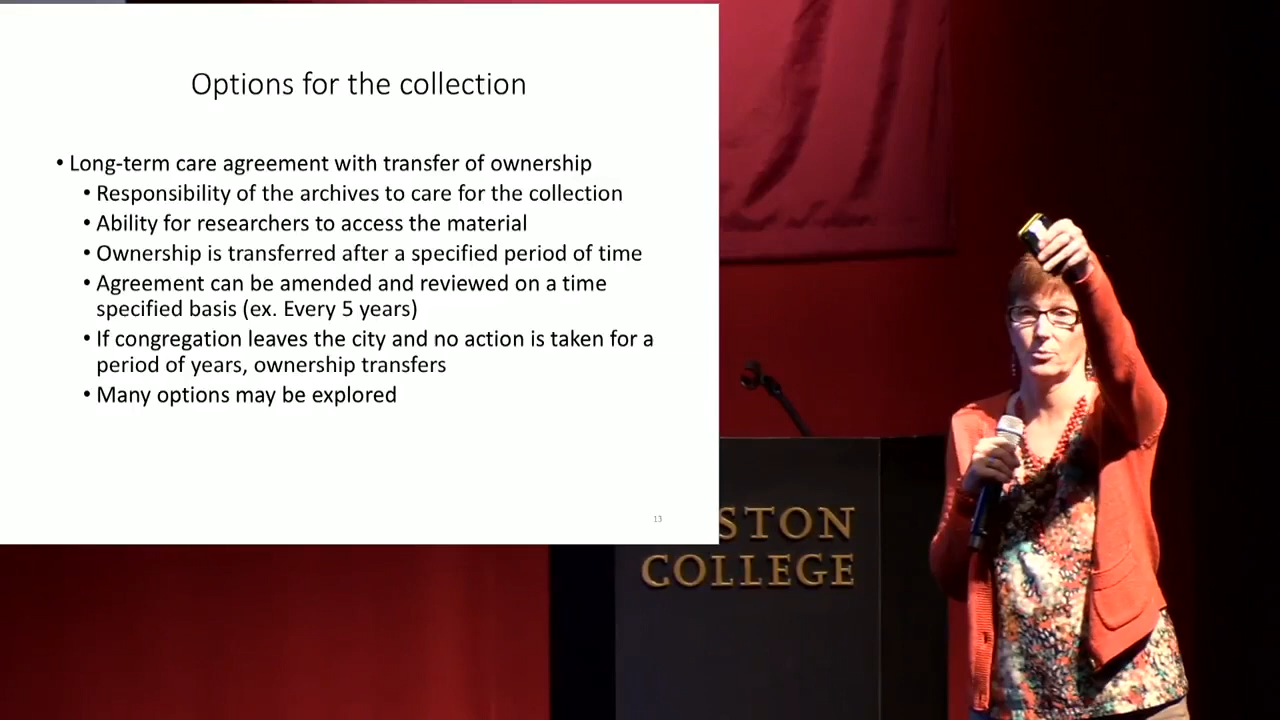 Options for the collection
• Long-term care agreement with transfer of ownership
• Responsibility of the archives to care for the collection
• Ability for researchers to access the material
• Ownership is transferred after a specified period of time
• Agreement can be amended and reviewed on a time
specified basis (ex. Every 5 years)
• If congregation leaves the city and no action is taken for a
period of years, ownership transfers
• Many options may be explored
13
STON
COLLEGE